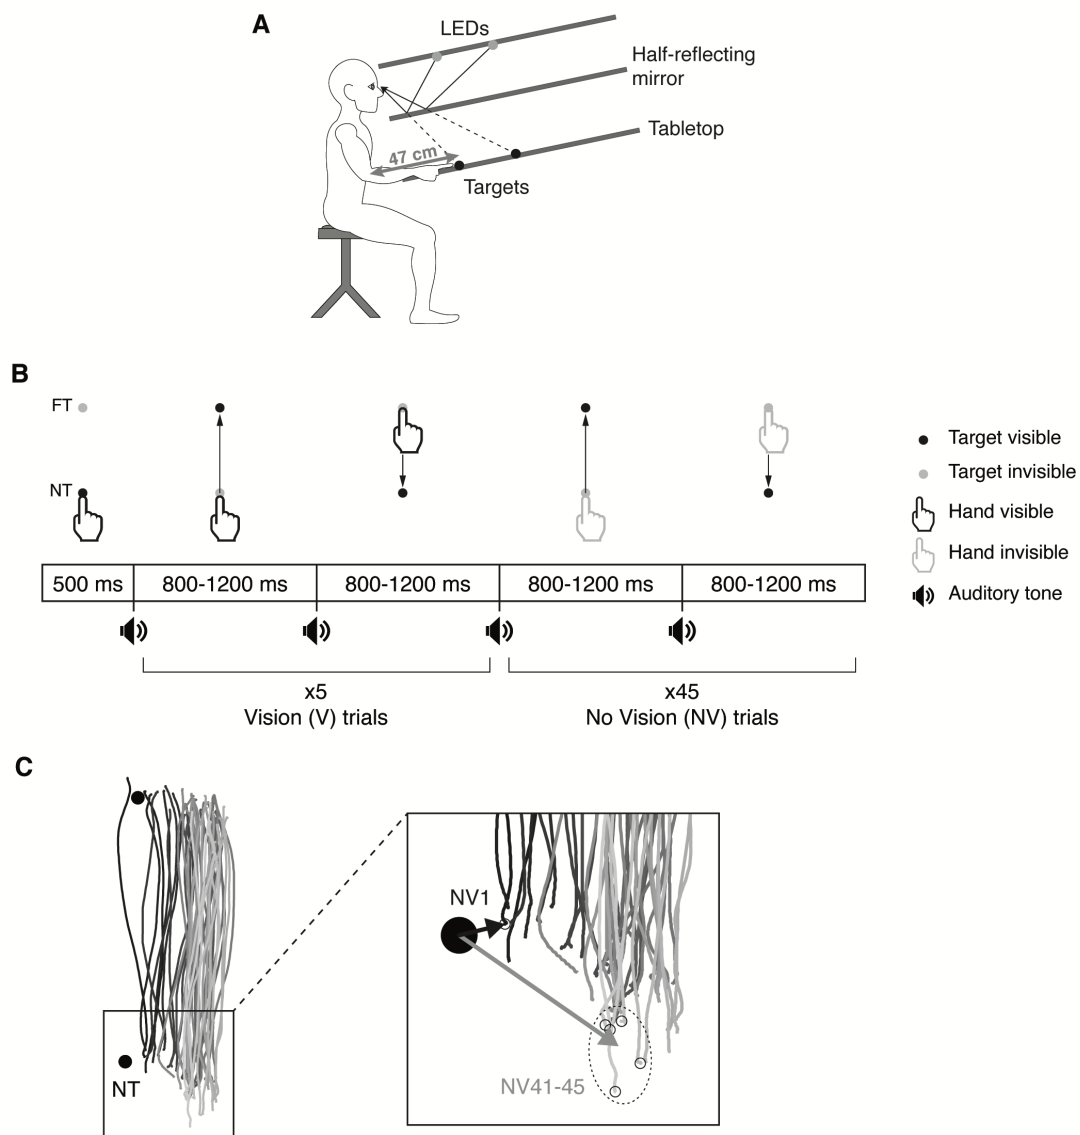 A
LEDs
Half-reflecting
mirror
Tabletop
47 cm
Targets
B
FT
NT
Target visible
Target invisible
Hand visible
Hand invisible
Auditory tone
500 ms
800-1200 ms
800-1200 ms
800-1200 ms
800-1200 ms
x5
Vision (V) trials
x45
No Vision (NV) trials
C
NT
NV1
NV41-45